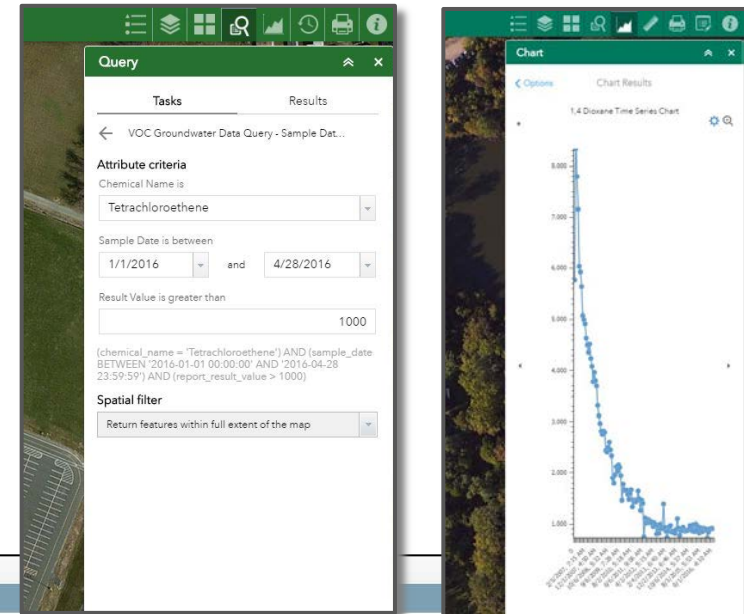 Query
Tasks
Results
VOC Groundwater Data Query - Sample Dat...
Attribute criteria
Chemical Name is
Tetrachloroethene
Sample Date is between
1/1/2016
and
4/28/2016
Result Value is greater than
1000
(chemical_name = 'Tetrachloroethene') AND (sample_date
BETWEEN '2016-01-01 00:00:00' AND '2016-04-28
23:59:59') AND (report_result_value > 1000)
Spatial filter
Return features within full extent of the map
Chart
Options
Chart Results
1,4 Dioxane Time Series Chart
8,000
7,000
6,000
5,000
4,000
3,000
2,000
1,000
0